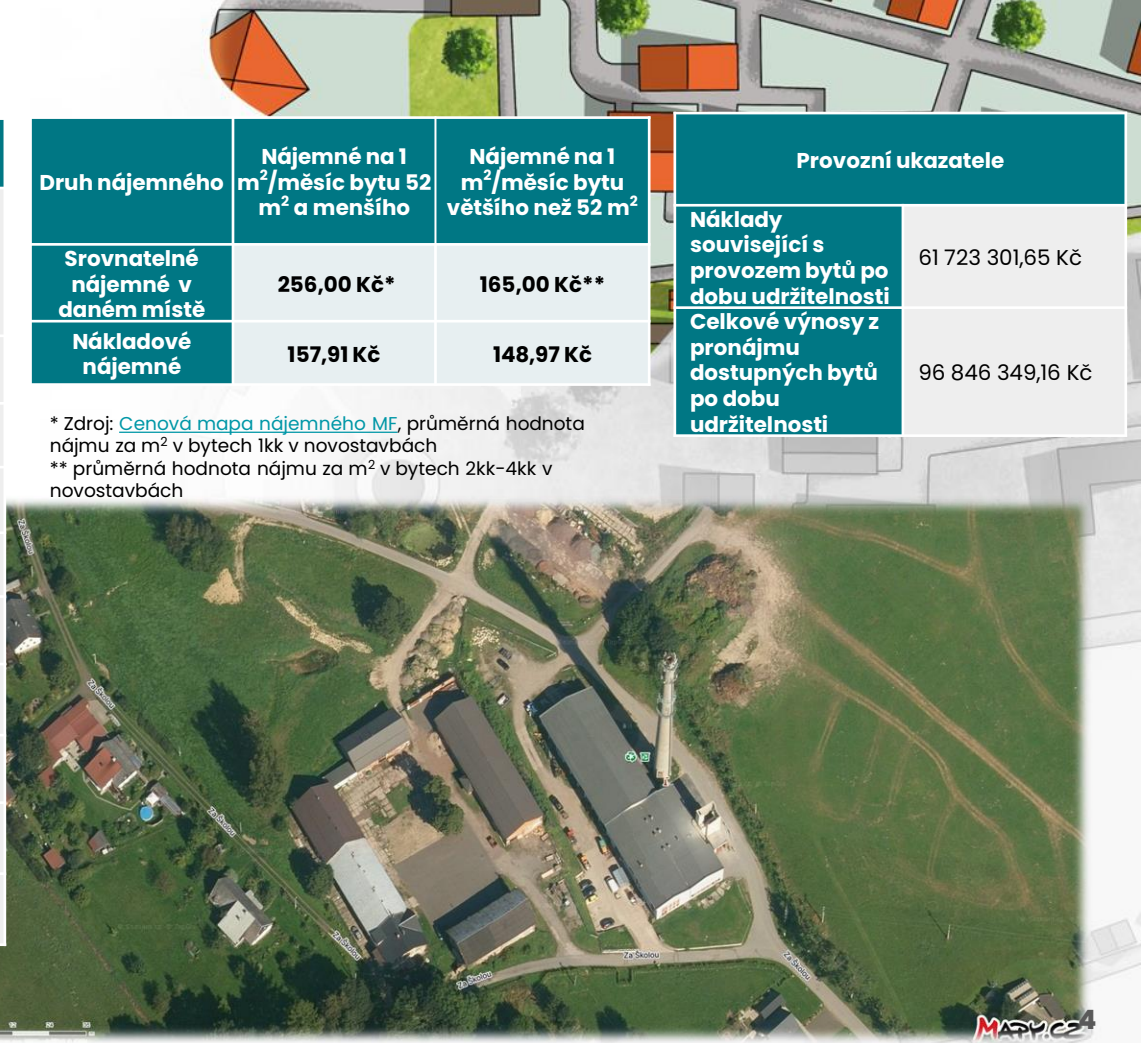 Druh nájemného
Nájemné na 1
m²/měsíc bytu 52
m² a menšího
Nájemné na 1
m²/měsíc bytu
většího než 52 m²
Srovnatelné
nájemné v
daném místě
256,00 Kč*
165,00 Kč**
Nákladové
nájemné
157,91 Kč
148,97 Kč
* Zdroj: Cenová mapa nájemného MF, průměrná hodnota
nájmu za m² v bytech 1kk v novostavbách
** průměrná hodnota nájmu za m² v bytech 2kk-4kk v
novostavbách
Provozní ukazatele
Náklady
související s
provozem bytů po
dobu udržitelnosti
61 723 301,65 Kč
Celkové výnosy z
pronájmu
dostupných bytů
po dobu
udržitelnosti
96 846 349,16 Kč
Za Školou
Za Školou
Za Školou
Za Školou
Za Školou
Za Školou
Za Školou
MAPY.CZ
4